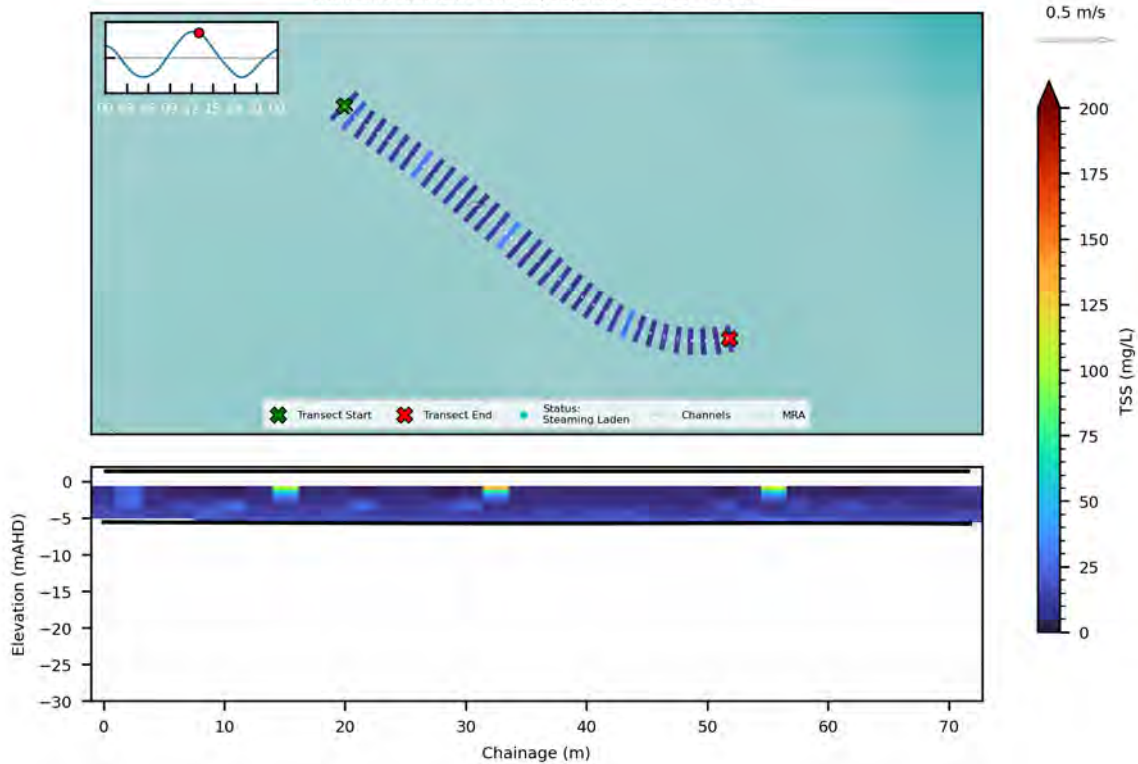 0.5 m/s
Transect Start
Transect End
Status:
Steaming Laden
Channels
MRA
200
175
150
125
100
75
50
25
0
TSS (mg/L)
0
−5
−10
−15
−20
−25
−30
Elevation (mAHD)
0 10 20 30 40 50 60 70
Chainage (m)